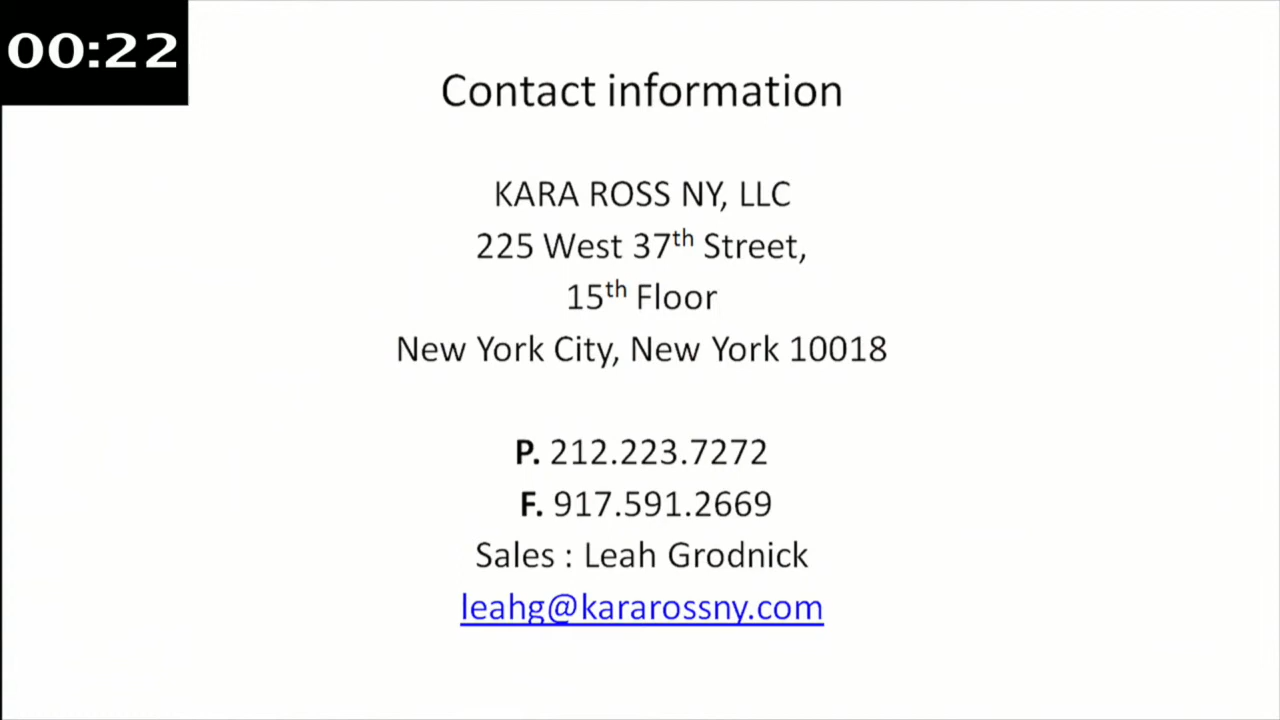 00:22
Contact information
KARA ROSS NY, LLC
225 West 37th Street,
15th Floor
New York City, New York 10018
P. 212.223.7272
F. 917.591.2669
Sales : Leah Grodnick
leahg@kararossny.com